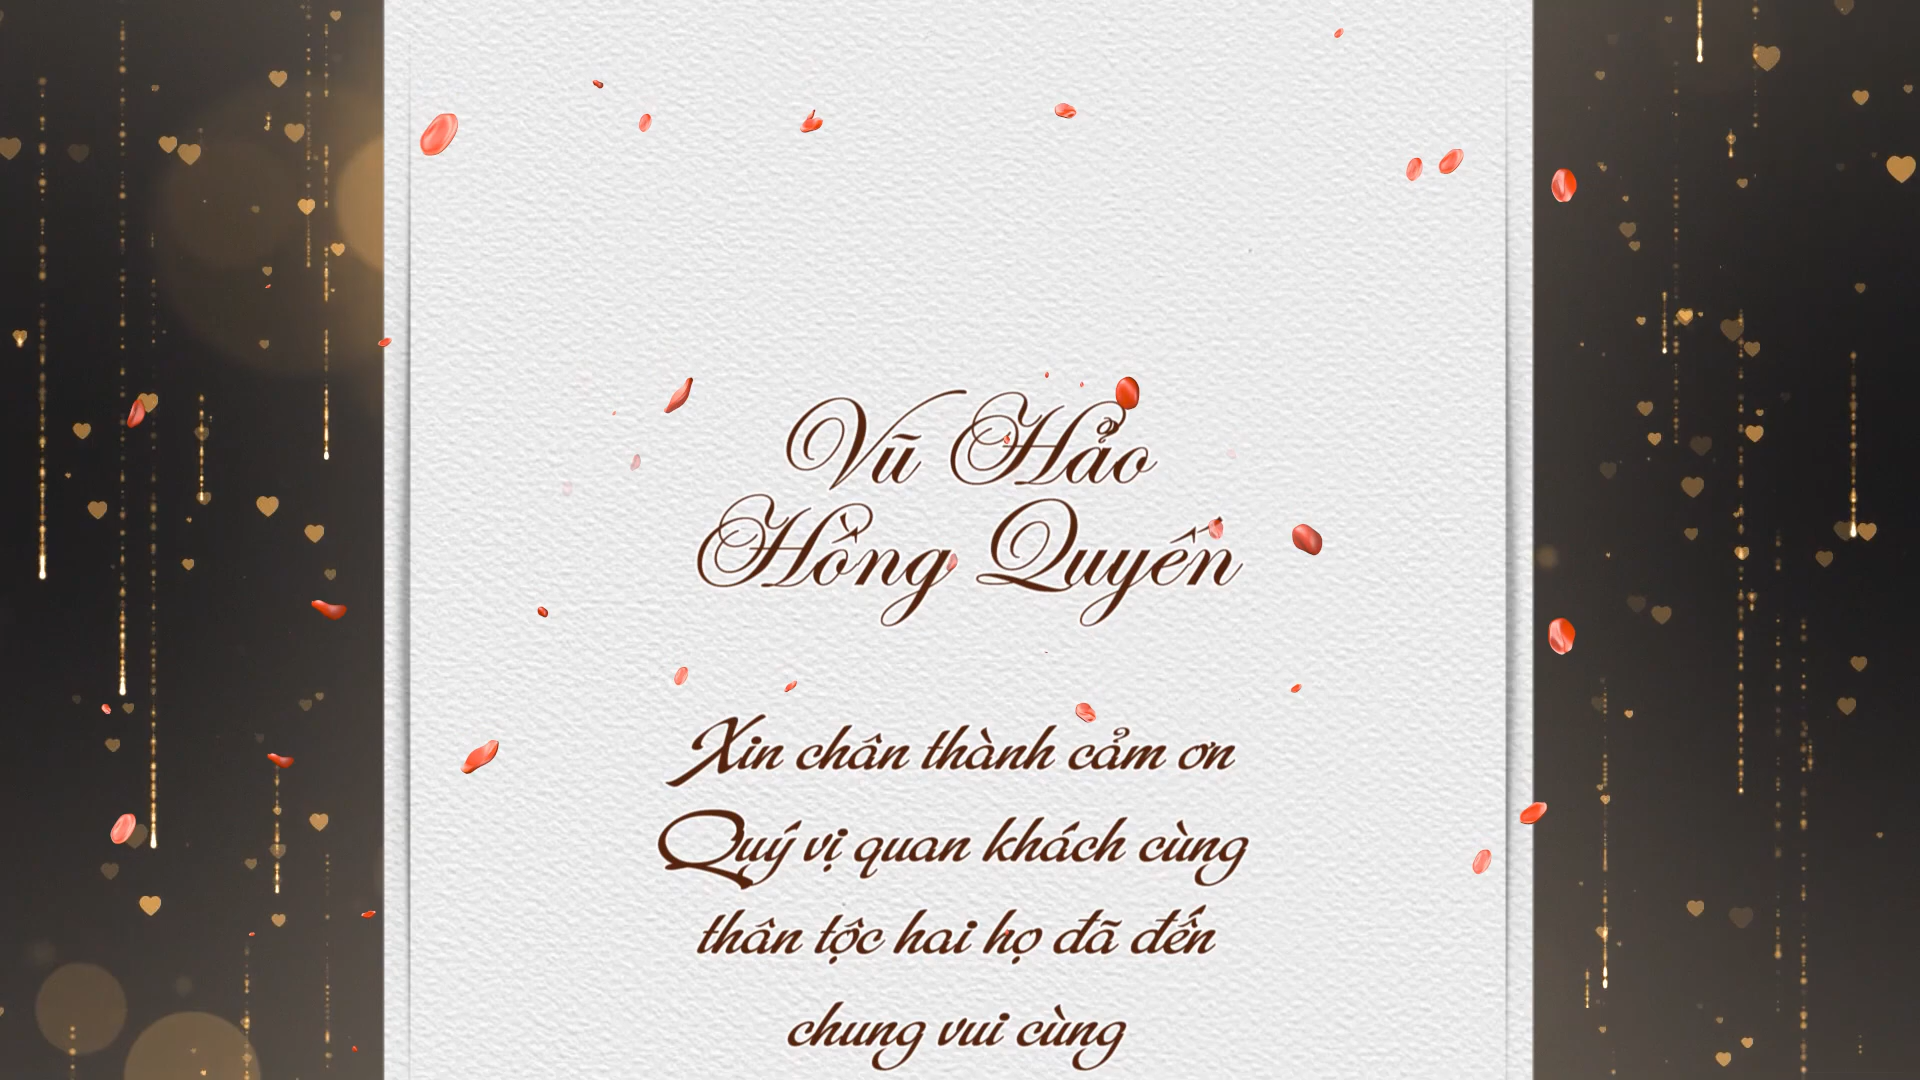 Vũ Hảo
Hồng Quyến
Xin chân thành cảm ơn
Quý vị quan khách cùng
thân tộc hai họ đã đến
chung vui cùng